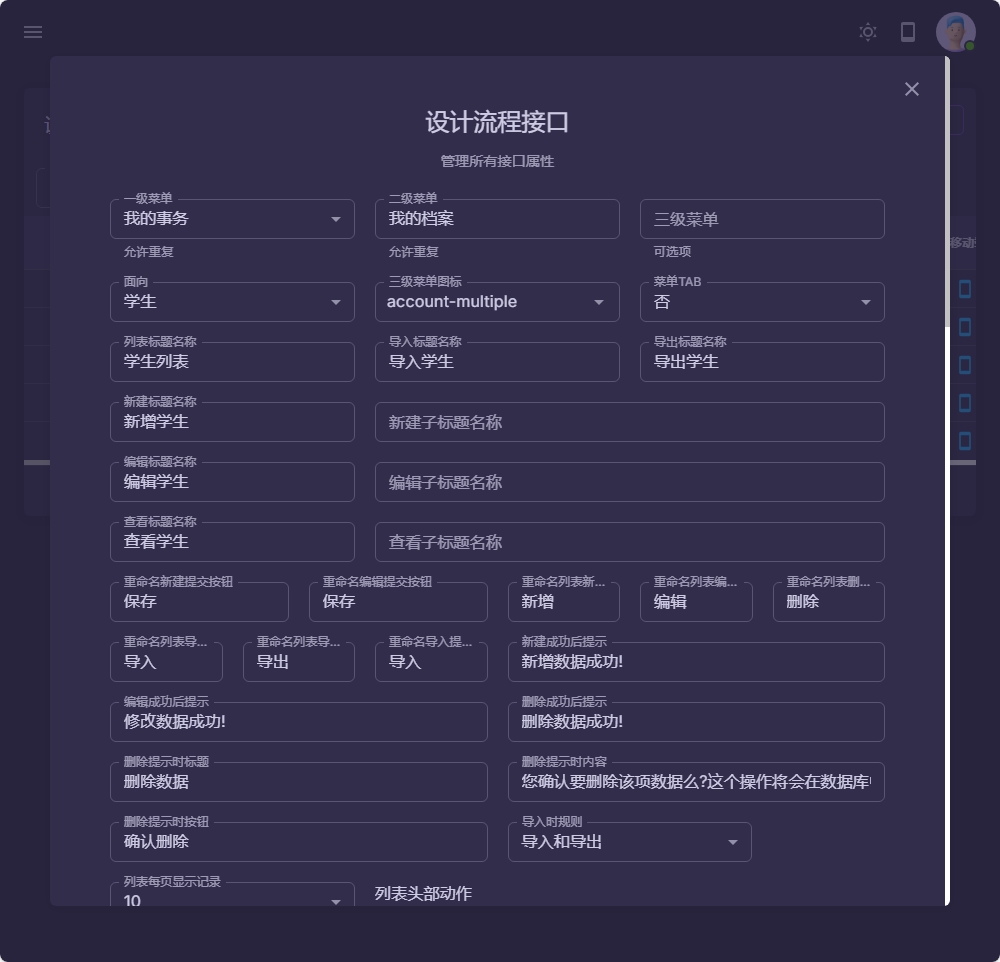 设计流程接口
管理所有接口属性
一级菜单 二级菜单
我的事务 我的档案 三级菜单
允许重复 允许重复 可选项
移动
面向 三级菜单图标 菜单TAB
学生 account-multiple 否
列表标题名称 导入标题名称 导出标题名称
学生列表 导入学生 导出学生
新建标题名称
新增学生 新建子标题名称
编辑标题名称
编辑学生 编辑子标题名称
查看标题名称
查看学生 查看子标题名称
重命名新建提交按钮 重命名编辑提交按钮 重命名列表新... 重命名列表编... 重命名列表删...
保存 保存 新增 编辑 删除
重命名列表导... 重命名列表导... 重命名导入提... 新建成功后提示
导入 导出 导入 新增数据成功!
编辑成功后提示 删除成功后提示
修改数据成功! 删除数据成功!
删除提示时标题 删除提示时内容
删除数据 您确认要删除该项数据么?这个操作将会在数据库
删除提示时按钮 导入时规则
确认删除 导入和导出
列表每页显示记录
10 列表头部动作